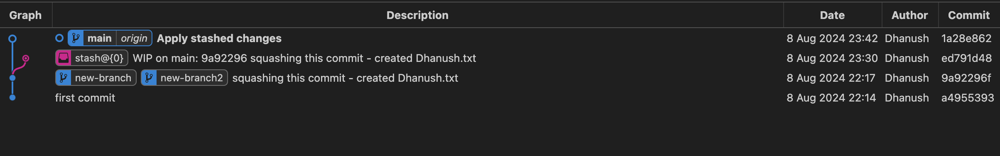 Graph Description Date Author Commit
main origin Apply stashed changes 8 Aug 2024 23:42 Dhanush 1a28e862
stash@{0} WIP on main: 9a92296 squashing this commit - created Dhanush.txt 8 Aug 2024 23:30 Dhanush ed791d48
new-branch new-branch2 squashing this commit - created Dhanush.txt 8 Aug 2024 22:17 Dhanush 9a92296f
first commit 8 Aug 2024 22:14 Dhanush a4955393